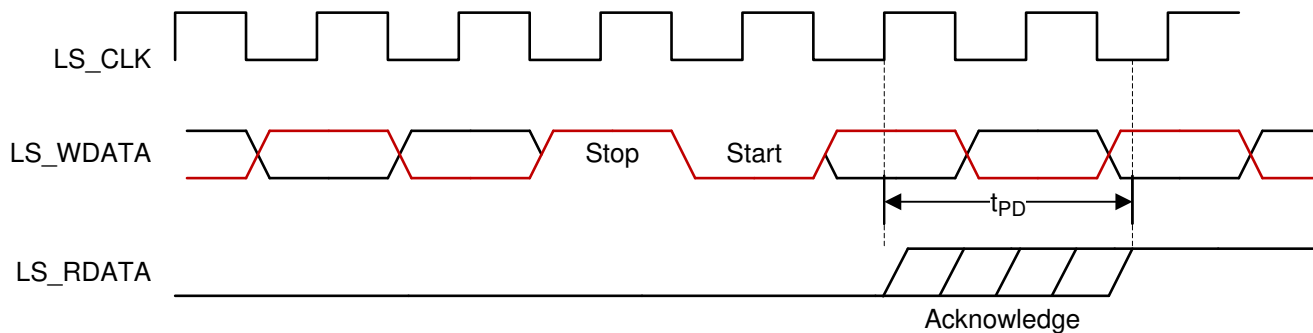 LS_CLK
LS_WDATA
Stop
Start
tPD
LS_RDATA
Acknowledge